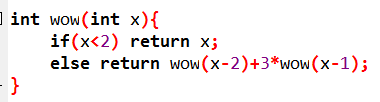 int wow(int x){
if(x<2) return x;
else return wow(x-2)+3*wow(x-1);
}